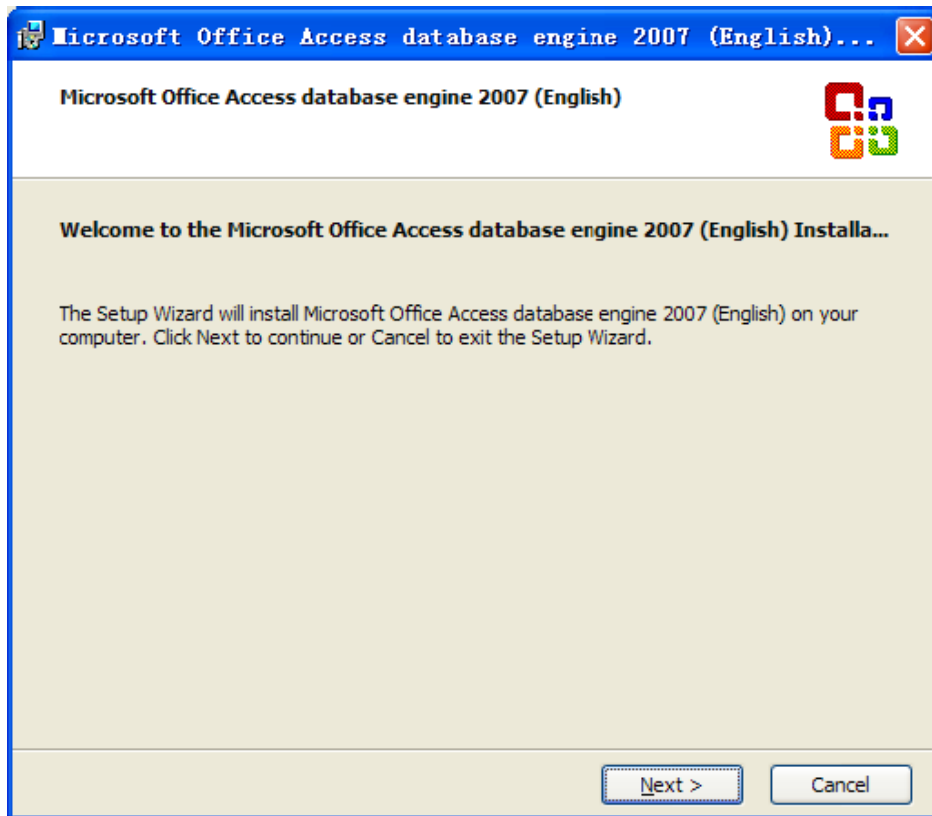 Microsoft Office Access database engine 2007 (English)...
Microsoft Office Access database engine 2007 (English)
Welcome to the Microsoft Office Access database engine 2007 (English) Installa...
The Setup Wizard will install Microsoft Office Access database engine 2007 (English) on your
computer. Click Next to continue or Cancel to exit the Setup Wizard.
Next > Cancel